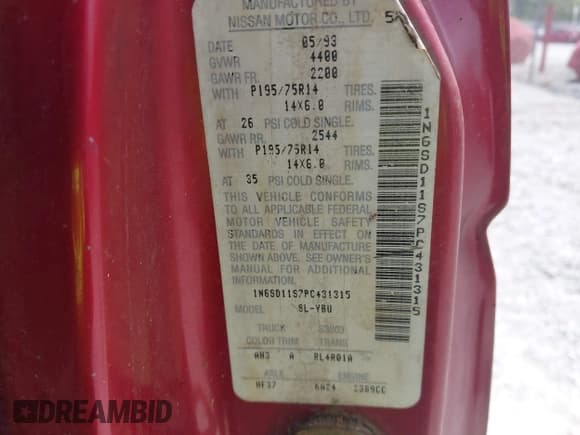 MANUFACTURED BY
NISSAN MOTOR CO., LTD.
DATE 05/93
GVWR 4400
GAWR FR. 2200
WITH P195/75R14 TIRES.
14X6.0 RIMS.
AT 26 PSI COLD SINGLE.
GAWR RR. 2544
WITH P195/75R14 TIRES.
14X6.0 RIMS.
AT 35 PSI COLD SINGLE.
THIS VEHICLE CONFORMS
TO ALL APPLICABLE FEDERAL
MOTOR VEHICLE SAFETY
STANDARDS IN EFFECT ON
THE DATE OF MANUFACTURE
SHOWN ABOVE. SEE OWNER'S
MANUAL FOR ADDITIONAL
INFORMATION.
1N6SD11S7PC431315
MODEL SL-YBU
TRUCK
COLOR TRIM TRANS
AH3 A RL4R01A
AXLE ENGINE
HF37 KA24 2389CC
1N6SD11S7PC431315
DREAMBID